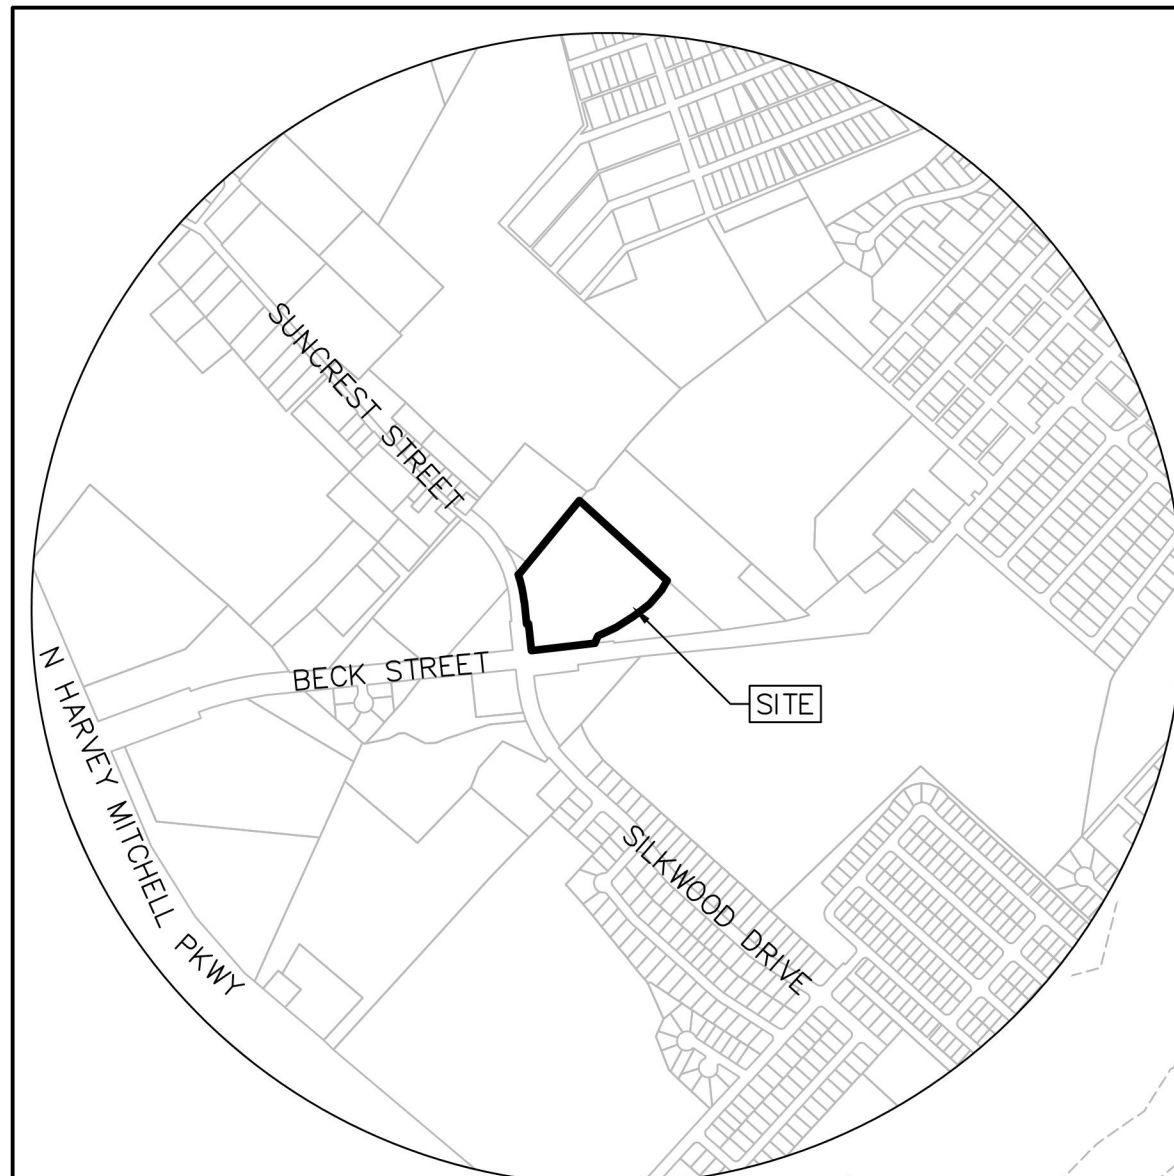 SUNCREST STREET
BECK STREET
SITE
N HARVEY MITCHELL PKWY
SILKWOOD DRIVE